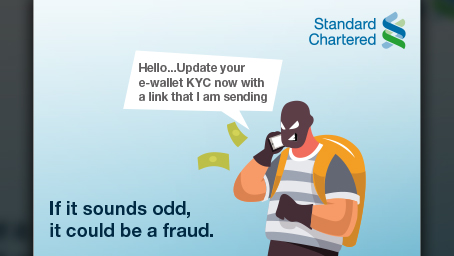 Standard
Chartered
Hello...Update your
e-wallet KYC now with
a link that I am sending
If it sounds odd,
it could be a fraud.